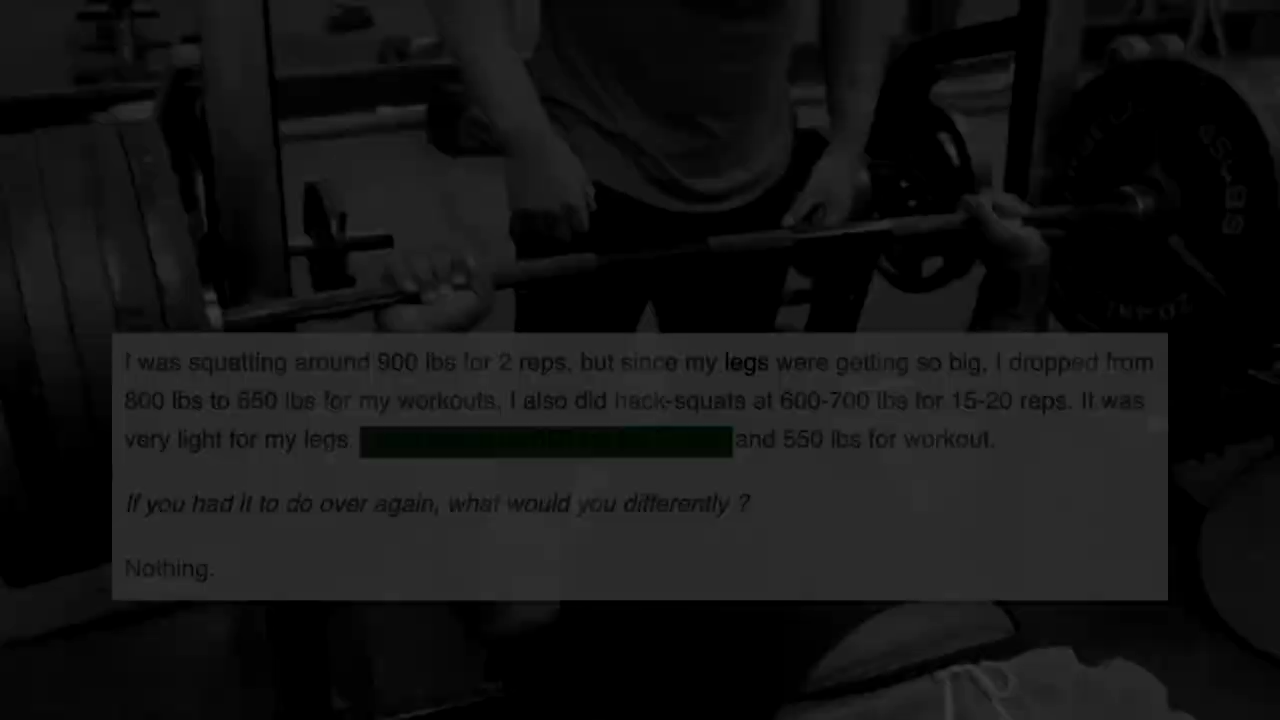 I was squatting around 900 lbs for 2 reps, but since my legs were getting so big, I dropped from
800 lbs to 550 lbs for my workouts, I also did hack-squats at 600-700 lbs for 15-20 reps. It was
very light for my legs and 550 lbs for workout.
If you had it to do over again, what would you differently ?
Nothing.
45 LBS